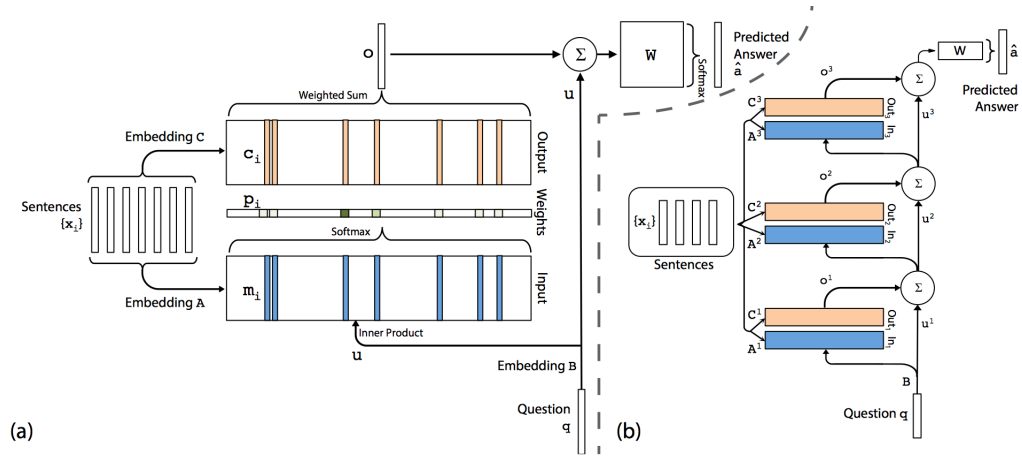 o
Σ
W
Softmax
Predicted
Answer
â
u
Weighted Sum
Embedding C
c_i
Output
Sentences
{x_i}
p_i
Weights
Softmax
Embedding A
m_i
Input
Inner Product
u
Embedding B
Question
q
(a)
W
â
Predicted
Answer
o³
Σ
C³
Out₃
A³
In₃
u³
o²
Σ
{x_i}
Sentences
C²
Out₂
A²
In₂
u²
o¹
Σ
C¹
Out₁
A¹
In₁
u¹
B
Question q
(b)